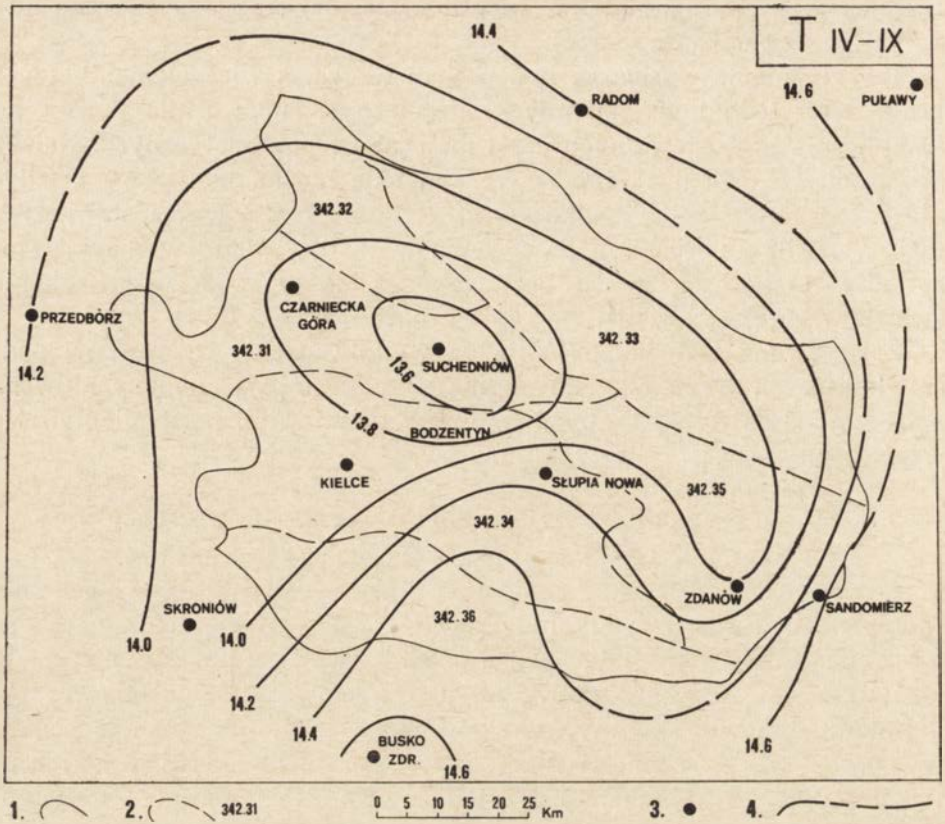 T IV-IX
14.4
14.6
PUŁAWY
RADOM
342.32
CZARNIECKA
GÓRA
PRZEDBÓRZ
342.33
342.31
SUCHEDNIÓW
14.2
13.6
13.8
BODZENTYN
KIELCE
SŁUPIA NOWA
342.35
342.34
ZDANÓW
SANDOMIERZ
SKRONIÓW
342.36
14.0
14.0
14.2
14.4
BUSKO
ZDR.
14.6
14.6
1. 2. 342.31 0 5 10 15 20 25 Km 3. 4.